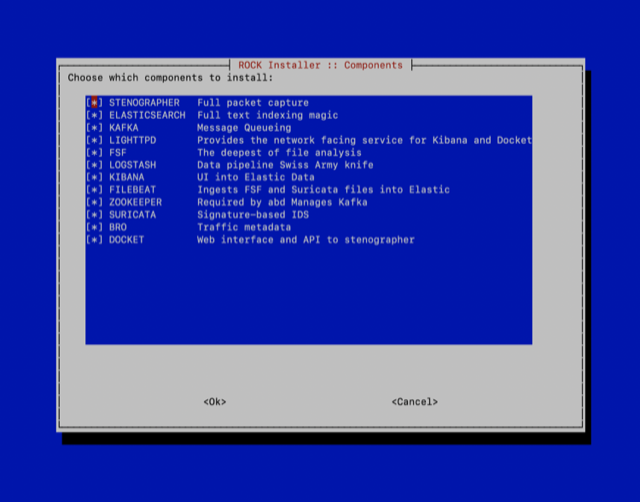 ROCK Installer :: Components
Choose which components to install:
[*] STENOGRAPHER Full packet capture
[*] ELASTICSEARCH Full text indexing magic
[*] KAFKA Message Queueing
[*] LIGHTTPD Provides the network facing service for Kibana and Docket
[*] FSF The deepest of file analysis
[*] LOGSTASH Data pipeline Swiss Army knife
[*] KIBANA UI into Elastic Data
[*] FILEBEAT Ingests FSF and Suricata files into Elastic
[*] ZOOKEEPER Required by abd Manages Kafka
[*] SURICATA Signature-based IDS
[*] BRO Traffic metadata
[*] DOCKET Web interface and API to stenographer
<Ok> <Cancel>